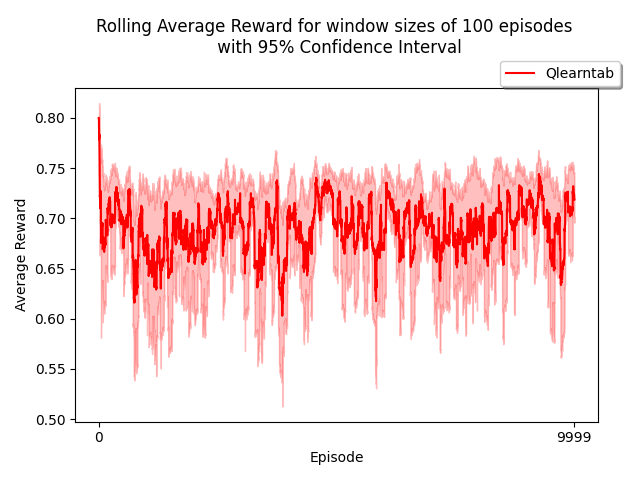 Rolling Average Reward for window sizes of 100 episodes
with 95% Confidence Interval
Qlearntab
Average Reward
0.80
0.75
0.70
0.65
0.60
0.55
0.50
0
9999
Episode